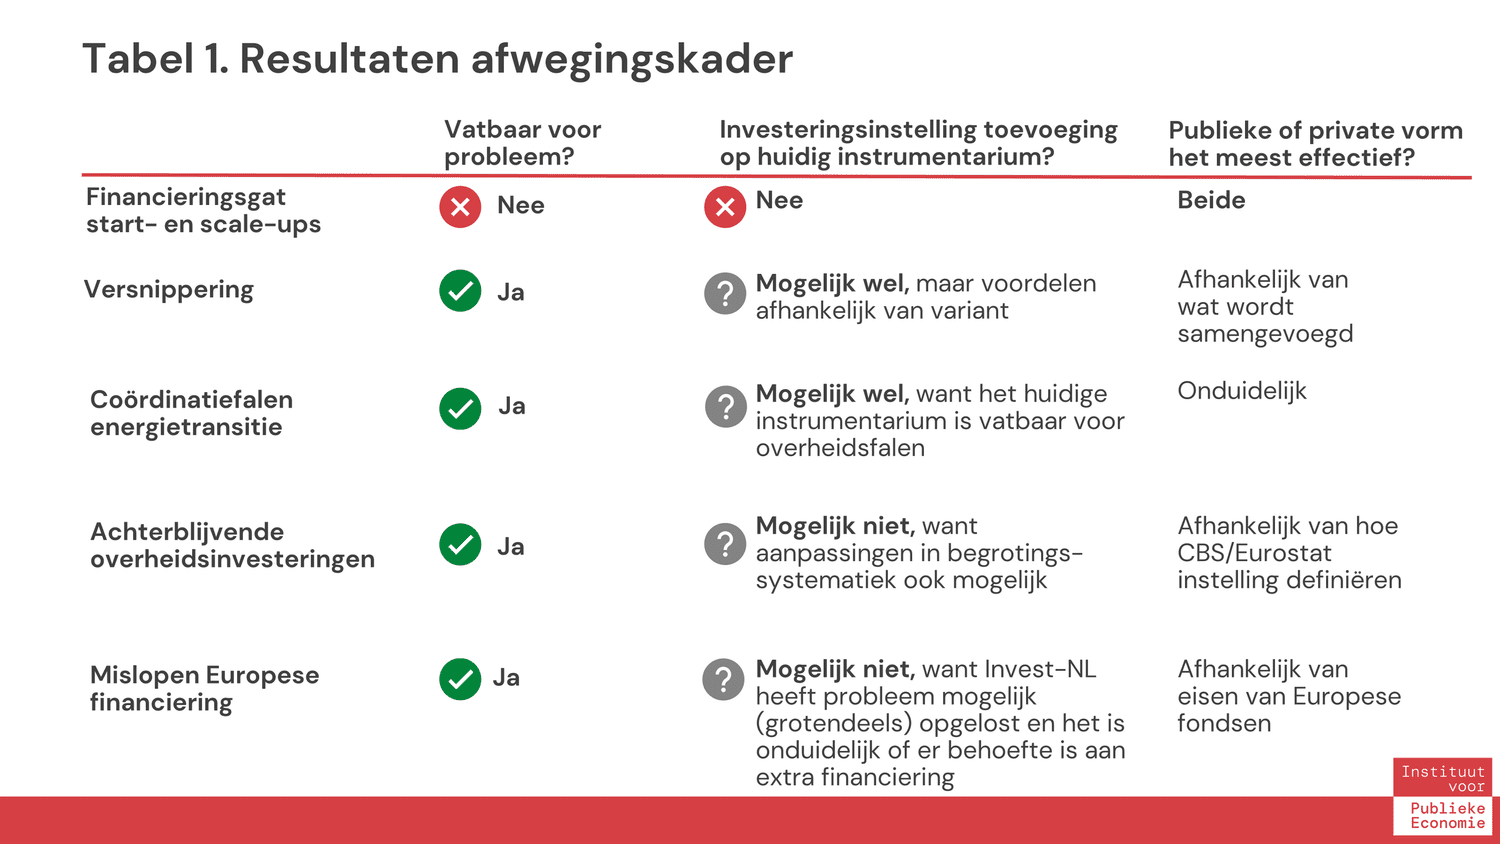 Tabel 1. Resultaten afwegingskader
Vatbaar voor
probleem?
Investeringsinstelling toevoeging
op huidig instrumentarium?
Publieke of private vorm
het meest effectief?
Financieringsgat
start- en scale-ups
Nee
Nee
Beide
Versnippering
Ja
Mogelijk wel, maar voordelen
afhankelijk van variant
Afhankelijk van
wat wordt
samengevoegd
Coördinatiefalen
energietransitie
Ja
Mogelijk wel, want het huidige
instrumentarium is vatbaar voor
overheidsfalen
Onduidelijk
Achterblijvende
overheidsinvesteringen
Ja
Mogelijk niet, want
aanpassingen in begrotings-
systematiek ook mogelijk
Afhankelijk van hoe
CBS/Eurostat
instelling definiëren
Mislopen Europese
financiering
Ja
Mogelijk niet, want Invest-NL
heeft probleem mogelijk
(grotendeels) opgelost en het is
onduidelijk of er behoefte is aan
extra financiering
Afhankelijk van
eisen van Europese
fondsen
Instituut
voor
Publieke
Economie